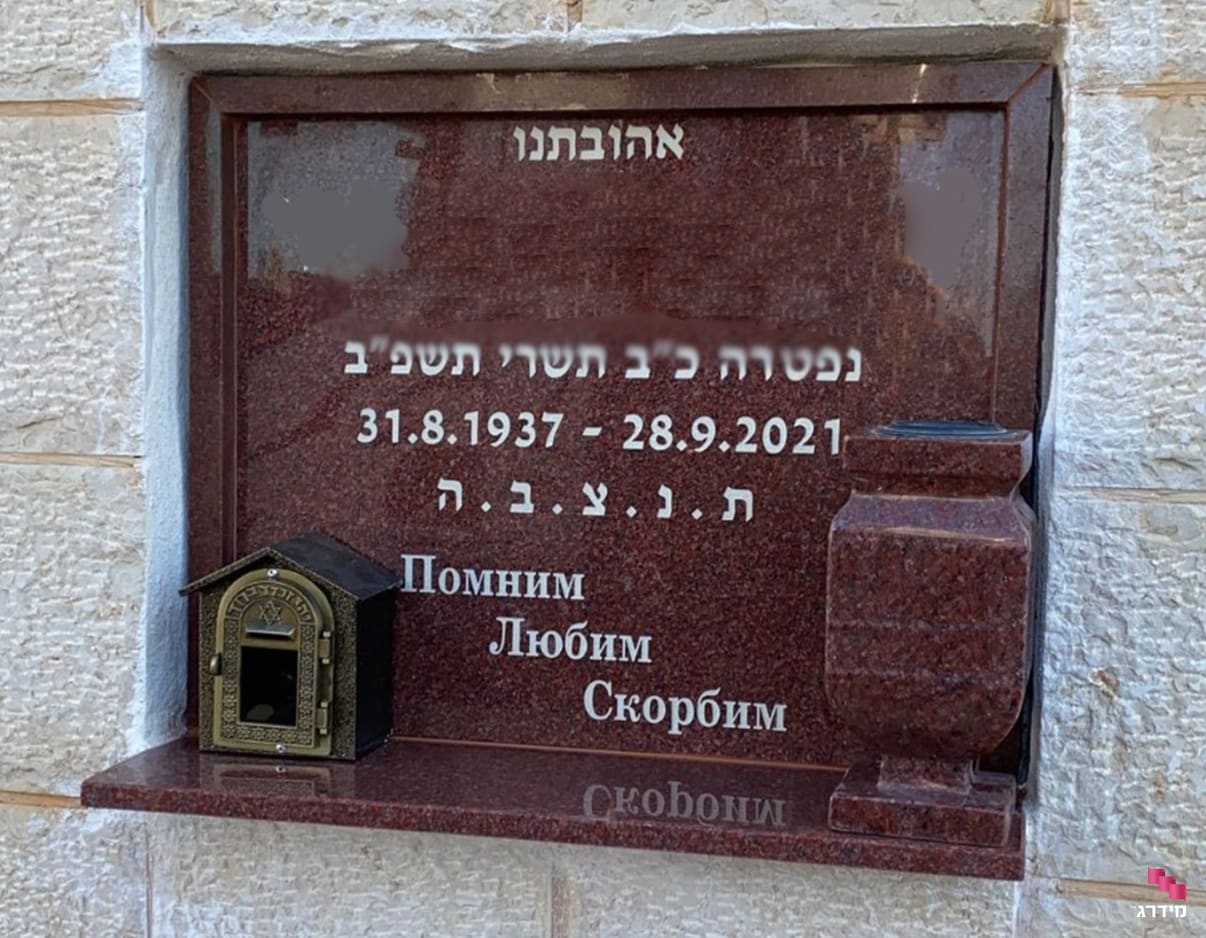 אהובתנו
נפטרה כ"ב תשרי תשפ"ב
31.8.1937 - 28.9.2021
ת.נ.צ.ב.ה
Помним
Любим
Скорбим
מידרג